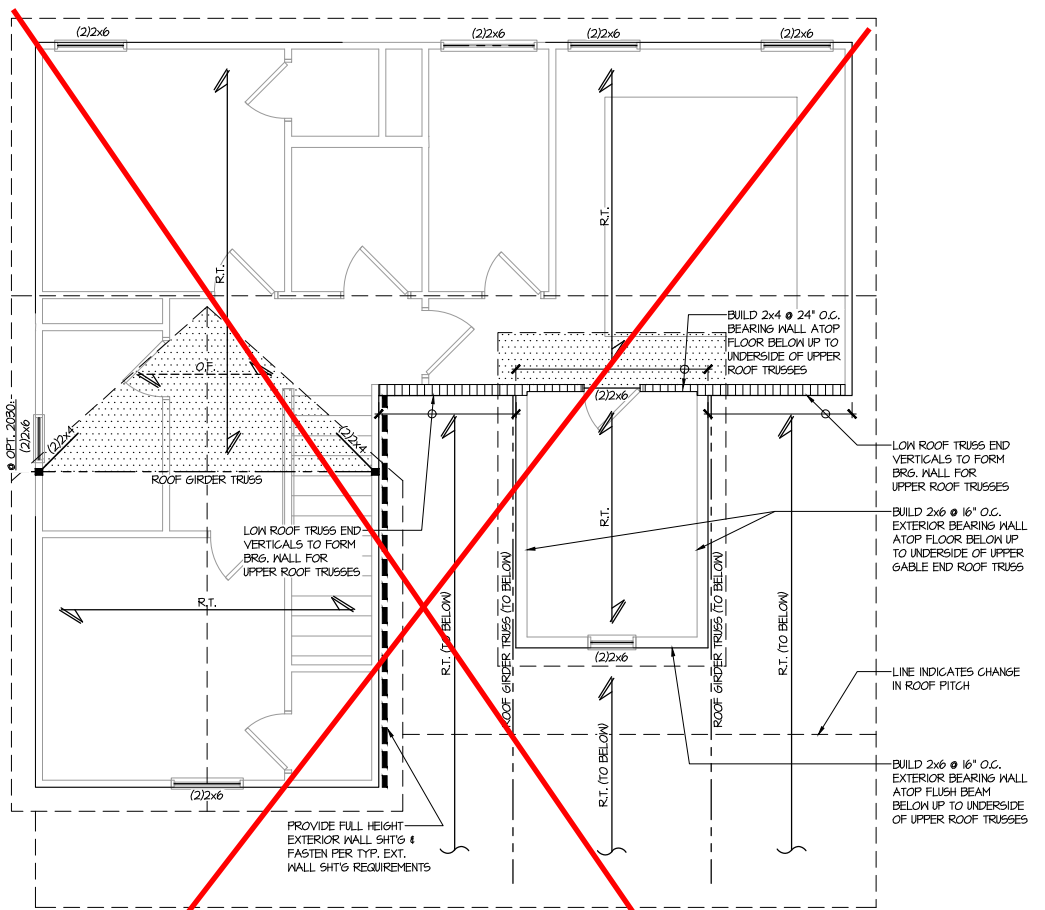 (2)2x6
(2)2x6
(2)2x6
(2)2x6
R.T.
R.T.
BUILD 2x4 @ 24" O.C.
BEARING WALL ATOP
FLOOR BELOW UP TO
UNDERSIDE OF UPPER
ROOF TRUSSES
O.F.
(2)2x6
@ OPT. 2030:
(2)2x6
(2)2x4
(2)2x4
ROOF GIRDER TRUSS
LOW ROOF TRUSS END
VERTICALS TO FORM
BRG. WALL FOR
UPPER ROOF TRUSSES
LOW ROOF TRUSS END
VERTICALS TO FORM
BRG. WALL FOR
UPPER ROOF TRUSSES
R.T.
BUILD 2x6 @ 16" O.C.
EXTERIOR BEARING WALL
ATOP FLOOR BELOW UP
TO UNDERSIDE OF UPPER
GABLE END ROOF TRUSS
R.T.
R.T. (TO BELOW)
ROOF GIRDER TRUSS (TO BELOW)
ROOF GIRDER TRUSS (TO BELOW)
R.T. (TO BELOW)
(2)2x6
LINE INDICATES CHANGE
IN ROOF PITCH
R.T. (TO BELOW)
BUILD 2x6 @ 16" O.C.
EXTERIOR BEARING WALL
ATOP FLUSH BEAM
BELOW UP TO UNDERSIDE
OF UPPER ROOF TRUSSES
(2)2x6
PROVIDE FULL HEIGHT
EXTERIOR WALL SHT'G &
FASTEN PER TYP. EXT.
WALL SHT'G REQUIREMENTS